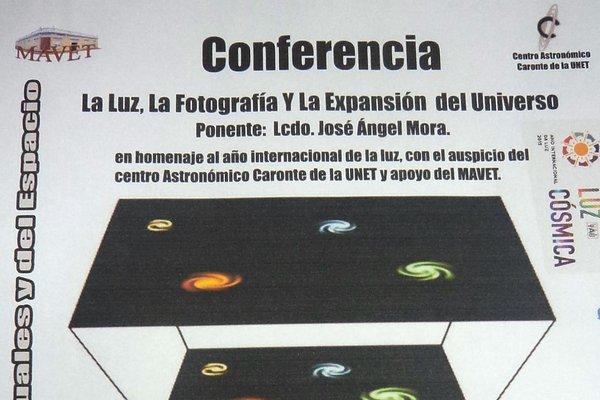 MAVET
Conferencia
Centro Astronómico
Caronte de la UNET
La Luz, La Fotografía Y La Expansión del Universo
Ponente: Lcdo. José Ángel Mora.
en homenaje al año internacional de la luz, con el auspicio del
centro Astronómico Caronte de la UNET y apoyo del MAVET.
uales y del Espacio
AÑO INTERNACIONAL
DE LA LUZ
2015
LUZ
CÓSMICA